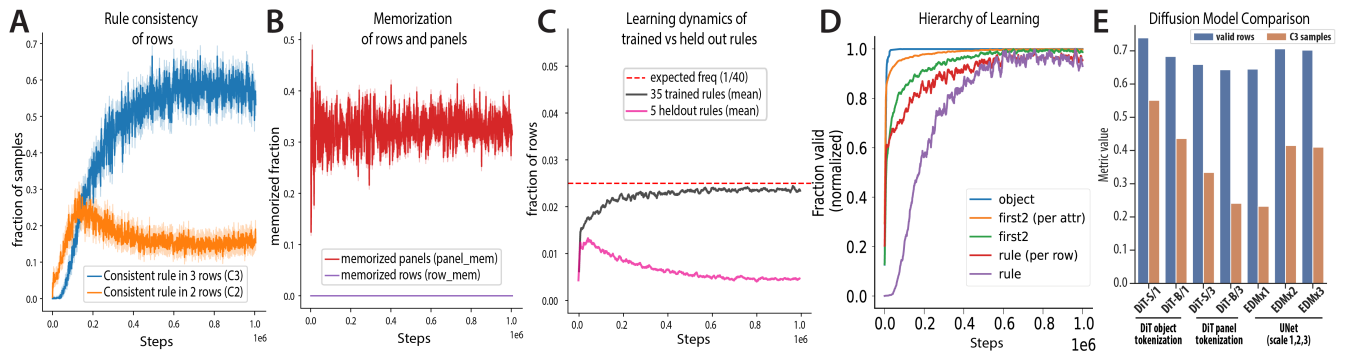 A
Rule consistency
of rows
fraction of samples
0.7
0.6
0.5
0.4
0.3
0.2
0.1
0.0
Consistent rule in 3 rows (C3)
Consistent rule in 2 rows (C2)
0.0 0.2 0.4 0.6 0.8 1.0
Steps 1e6
B
Memorization
of rows and panels
memorized fraction
0.5
0.4
0.3
0.2
0.1
0.0
memorized panels (panel_mem)
memorized rows (row_mem)
0.0 0.2 0.4 0.6 0.8 1.0
Steps 1e6
C
Learning dynamics of
trained vs held out rules
fraction of rows
0.05
0.04
0.03
0.02
0.01
0.00
expected freq (1/40)
35 trained rules (mean)
5 heldout rules (mean)
0.0 0.2 0.4 0.6 0.8 1.0
Steps 1e6
D
Hierarchy of Learning
Fraction valid
(normalized)
1.0
0.8
0.6
0.4
0.2
0.0
object
first2 (per attr)
first2
rule (per row)
rule
0.0 0.2 0.4 0.6 0.8 1.0
Steps 1e6
E
Diffusion Model Comparison
valid rows C3 samples
Metric value
0.7
0.6
0.5
0.4
0.3
0.2
0.1
0.0
DiT-S/1 DiT-B/1 DiT-S/3 DiT-B/3 EDMx1 EDMx2 EDMx3
DiT object DiT panel UNet
tokenization tokenization (scale 1,2,3)